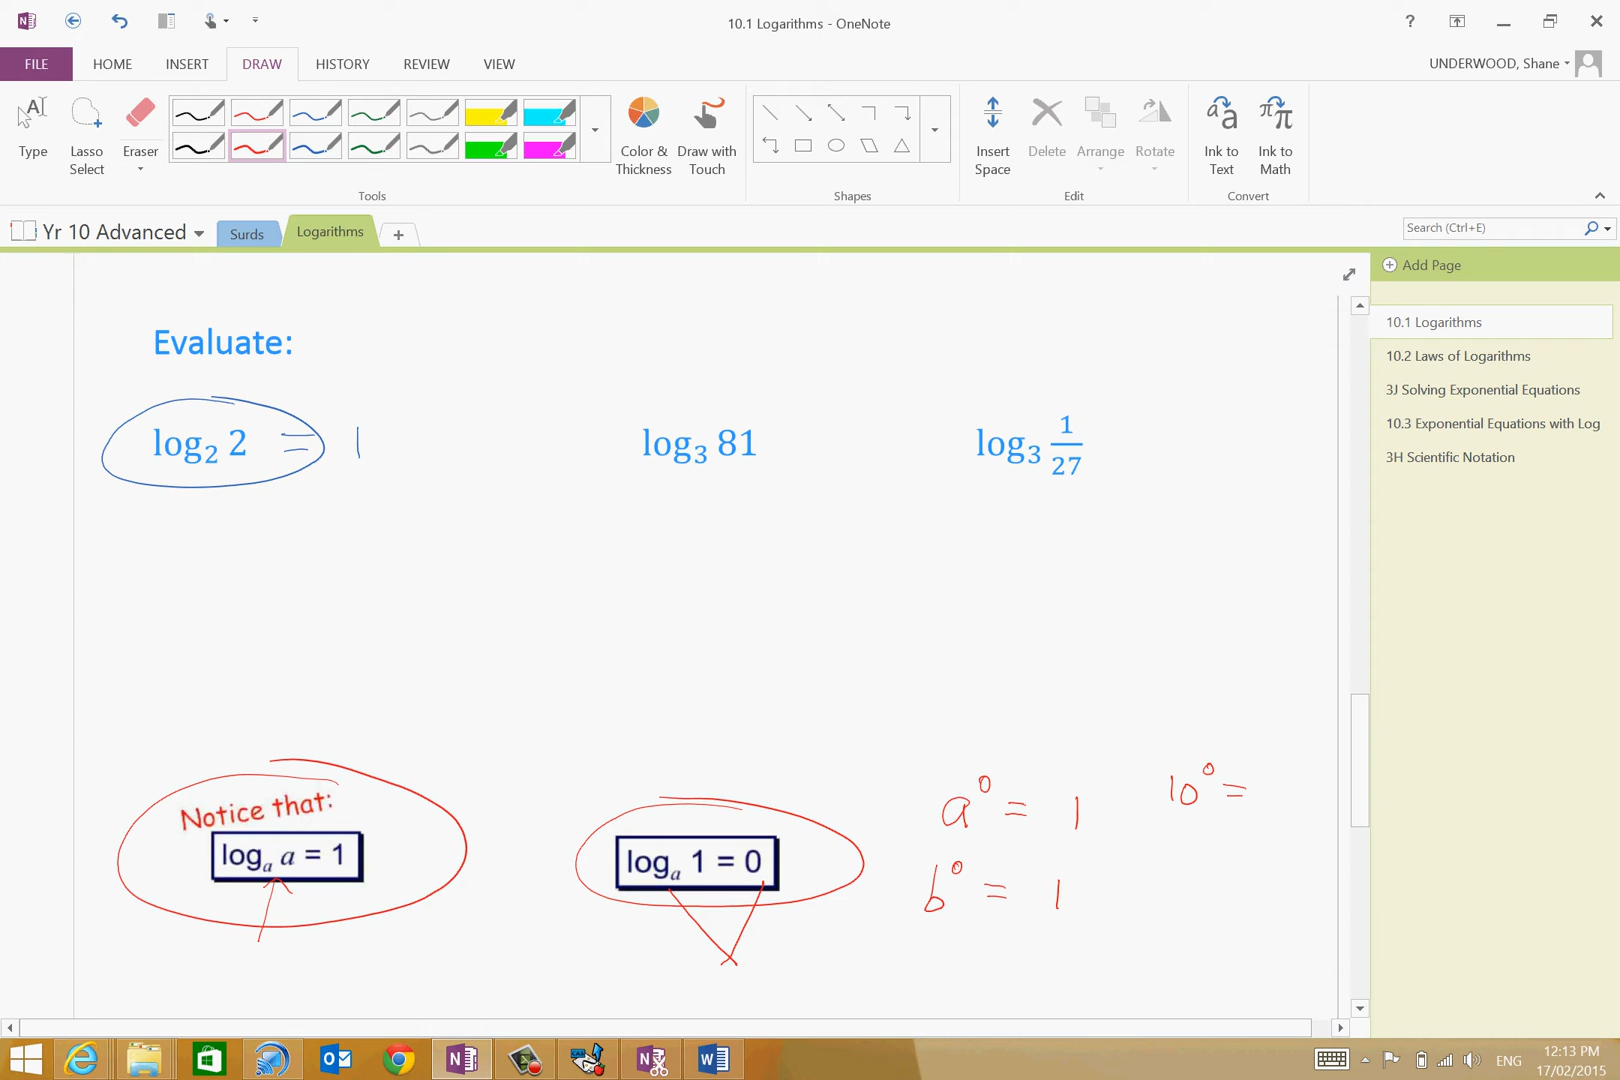 10.1 Logarithms - OneNote
?
FILE HOME INSERT DRAW HISTORY REVIEW VIEW
UNDERWOOD, Shane
Type
Lasso Select
Eraser
Color & Thickness
Draw with Touch
Insert Space
Delete
Arrange
Rotate
Ink to Text
Ink to Math
Tools
Shapes
Edit
Convert
Yr 10 Advanced
Surds
Logarithms
Search (Ctrl+E)
Add Page
10.1 Logarithms
10.2 Laws of Logarithms
3J Solving Exponential Equations
10.3 Exponential Equations with Log
3H Scientific Notation
Evaluate:
log₂ 2 = 1
log₃ 81
log₃ 1/27
Notice that:
logₐ a = 1
logₐ 1 = 0
a⁰ = 1
10⁰ =
b⁰ = 1
ENG
12:13 PM
17/02/2015